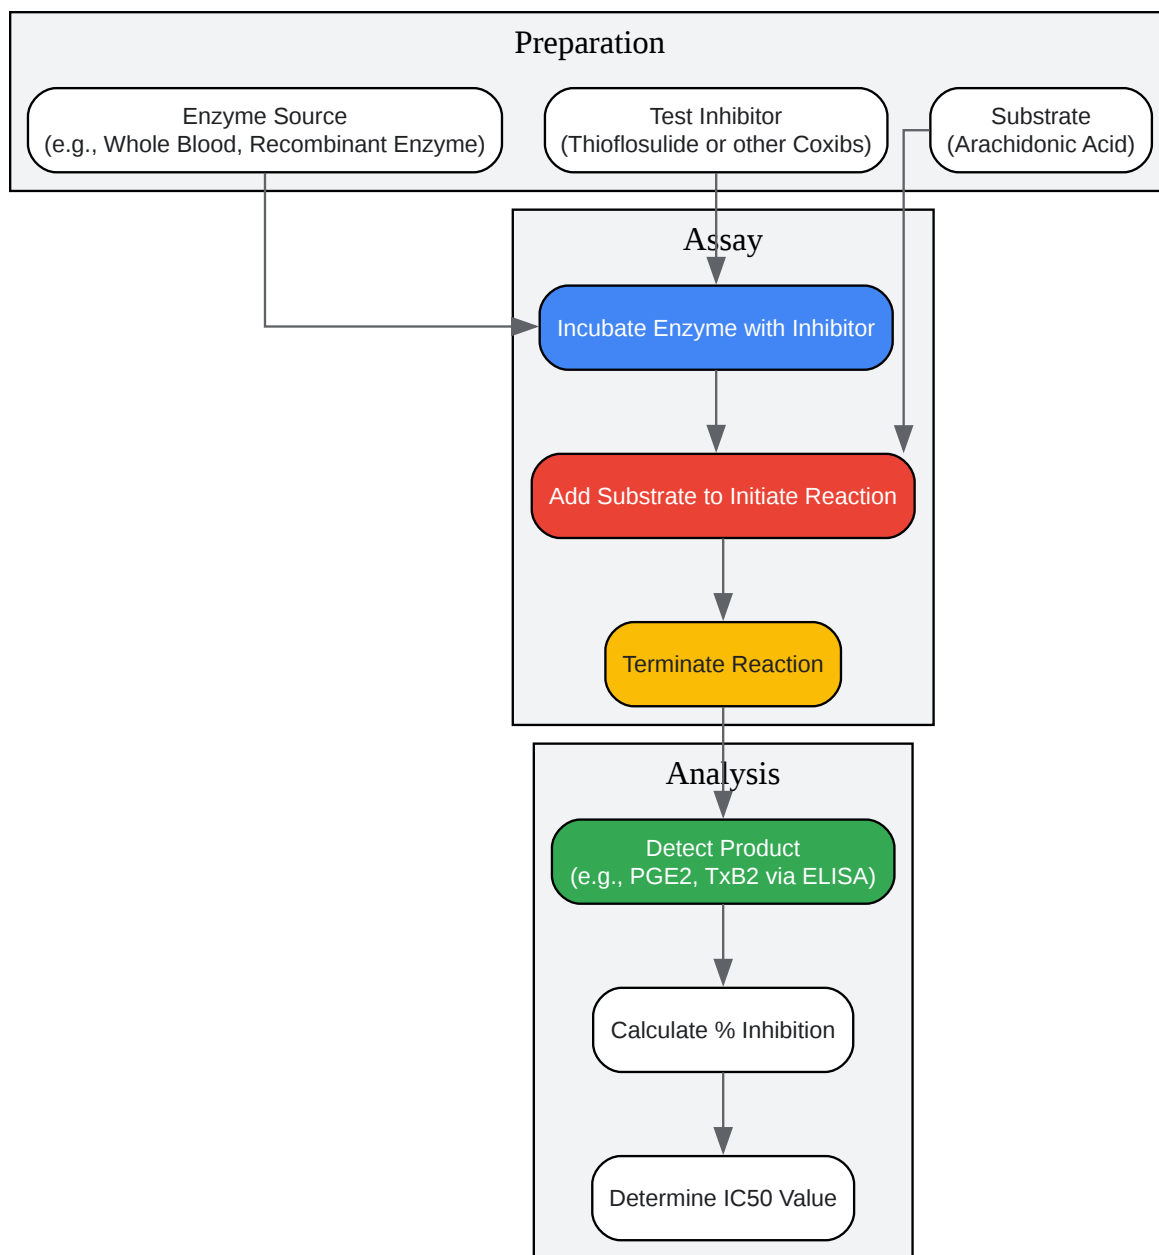 Preparation
Enzyme Source
(e.g., Whole Blood, Recombinant Enzyme)
Test Inhibitor
(Thioflosulide or other Coxibs)
Substrate
(Arachidonic Acid)
Assay
Incubate Enzyme with Inhibitor
Add Substrate to Initiate Reaction
Terminate Reaction
Analysis
Detect Product
(e.g., PGE2, TxB2 via ELISA)
Calculate % Inhibition
Determine IC50 Value